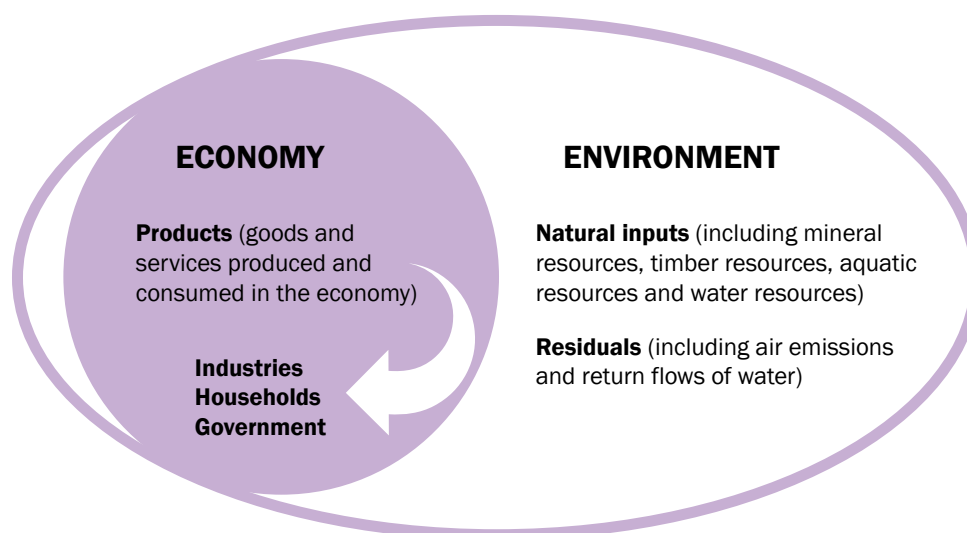 ECONOMY
Products (goods and
services produced and
consumed in the economy)
Industries
Households
Government
ENVIRONMENT
Natural inputs (including mineral
resources, timber resources, aquatic
resources and water resources)
Residuals (including air emissions
and return flows of water)